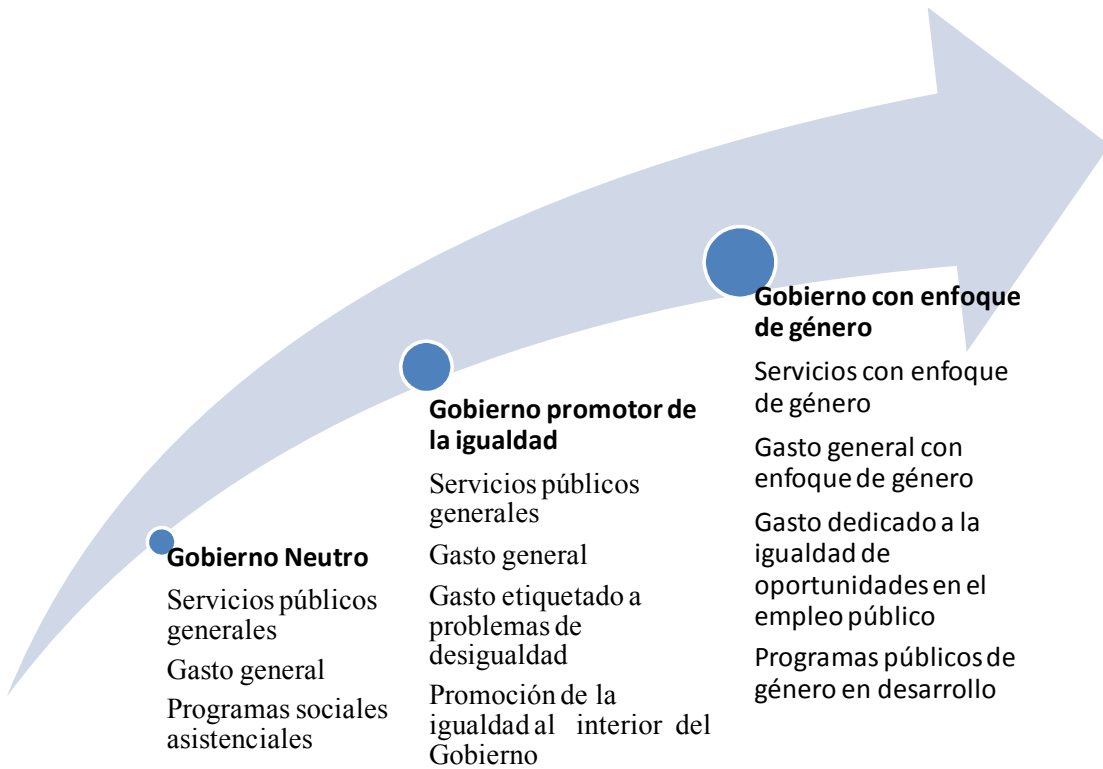 Gobierno Neutro
Servicios públicos
generales
Gasto general
Programas sociales
asistenciales
Gobierno promotor de
la igualdad
Servicios públicos
generales
Gasto general
Gasto etiquetado a
problemas de
desigualdad
Promoción de la
igualdad al interior del
Gobierno
Gobierno con enfoque
de género
Servicios con enfoque
de género
Gasto general con
enfoque de género
Gasto dedicado a la
igualdad de
oportunidades en el
empleo público
Programas públicos de
género en desarrollo